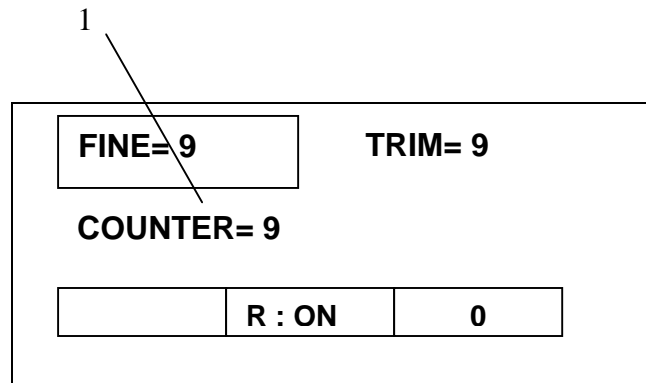 1
FINE= 9 TRIM= 9
COUNTER= 9
R : ON 0